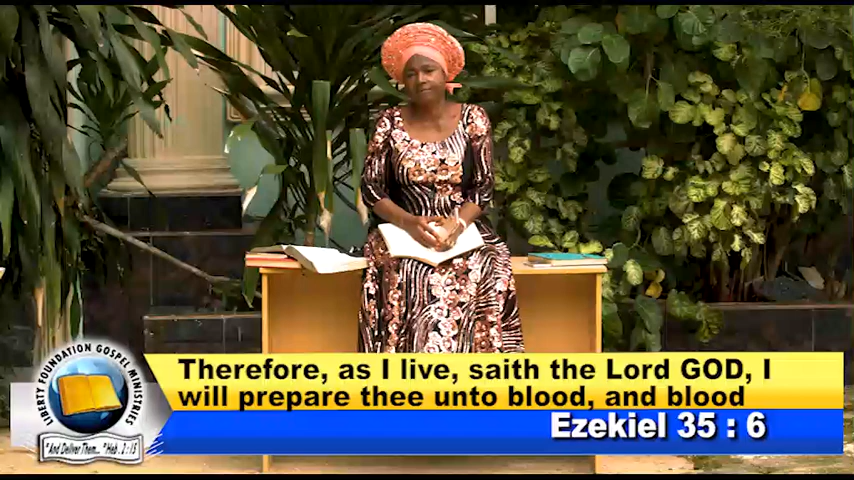 Therefore, as I live, saith the Lord GOD, I
will prepare thee unto blood, and blood
Ezekiel 35 : 6
LIBERTY FOUNDATION GOSPEL MINISTRIES
"And Deliver Them..." Heb. 2:15